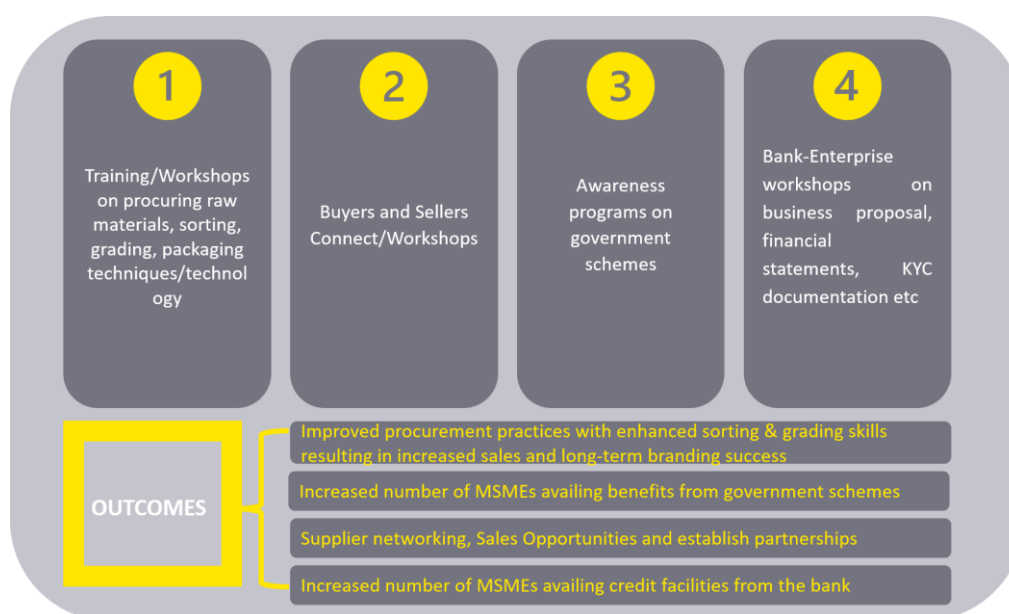 1
Training/Workshops
on procuring raw
materials, sorting,
grading, packaging
techniques/technol
ogy
2
Buyers and Sellers
Connect/Workshops
3
Awareness
programs on
government
schemes
4
Bank-Enterprise
workshops on
business proposal,
financial
statements, KYC
documentation etc
OUTCOMES
Improved procurement practices with enhanced sorting & grading skills
resulting in increased sales and long-term branding success
Increased number of MSMEs availing benefits from government schemes
Supplier networking, Sales Opportunities and establish partnerships
Increased number of MSMEs availing credit facilities from the bank